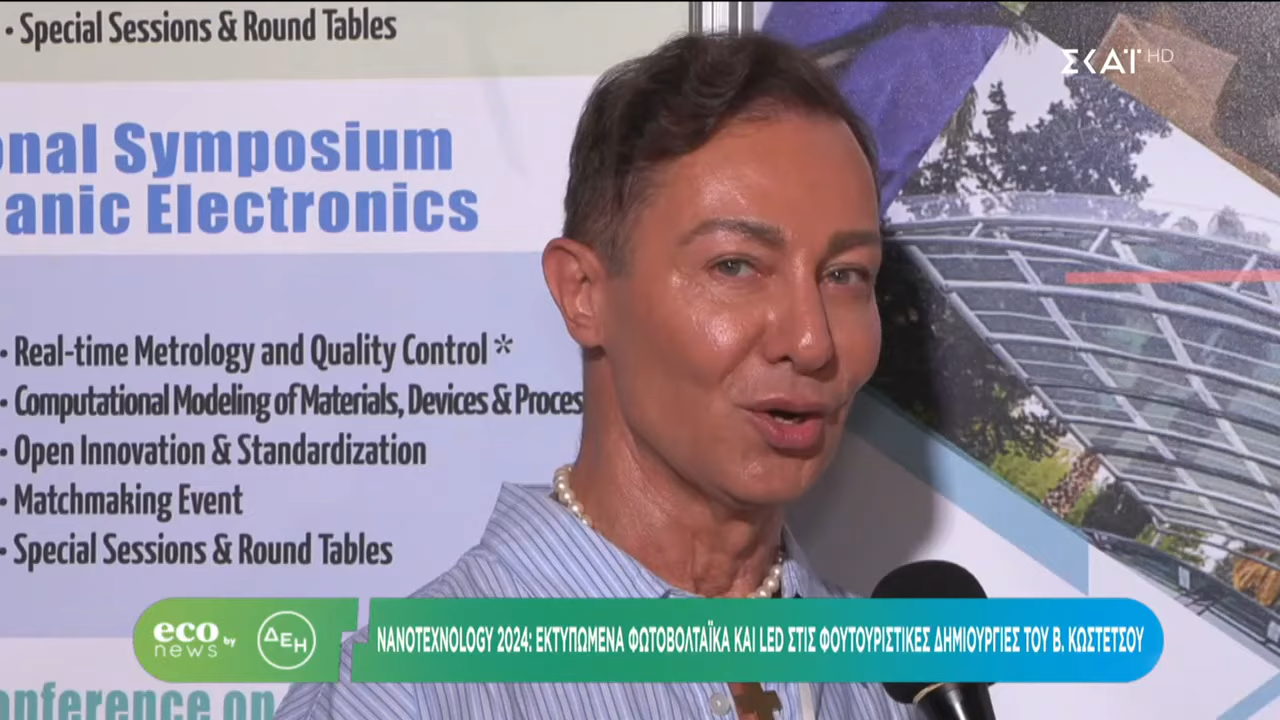 • Special Sessions & Round Tables
ΣΚΑΪ HD
onal Symposium
anic Electronics
• Real-time Metrology and Quality Control *
• Computational Modeling of Materials, Devices & Proces
• Open Innovation & Standardization
• Matchmaking Event
• Special Sessions & Round Tables
eco by
news
ΔΕΗ
NANOTEXNOLOGY 2024: ΕΚΤΥΠΩΜΕΝΑ ΦΩΤΟΒΟΛΤΑΪΚΑ ΚΑΙ LED ΣΤΙΣ ΦΟΥΤΟΥΡΙΣΤΙΚΕΣ ΔΗΜΙΟΥΡΓΙΕΣ ΤΟΥ Β. ΚΩΣΤΕΤΣΟΥ
onference on